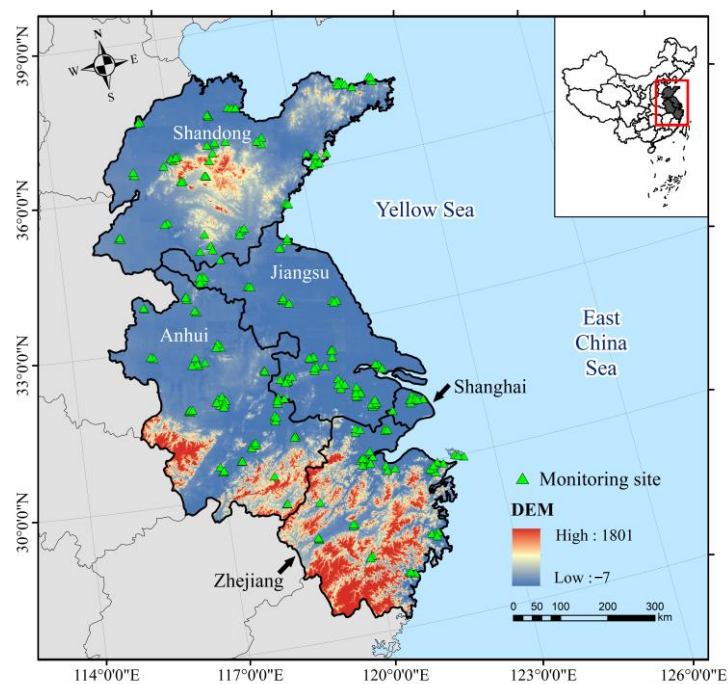 N
W
E
S
39°0'0"N
36°0'0"N
33°0'0"N
30°0'0"N
Shandong
Yellow Sea
Jiangsu
Anhui
East
China
Sea
Shanghai
Zhejiang
Monitoring site
DEM
High : 1801
Low : −7
0 50 100 200 300
km
114°0'0"E
117°0'0"E
120°0'0"E
123°0'0"E
126°0'0"E